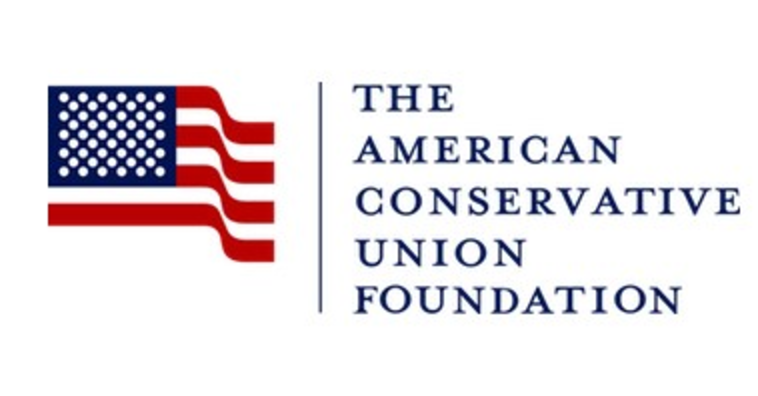 THE
AMERICAN
CONSERVATIVE
UNION
FOUNDATION